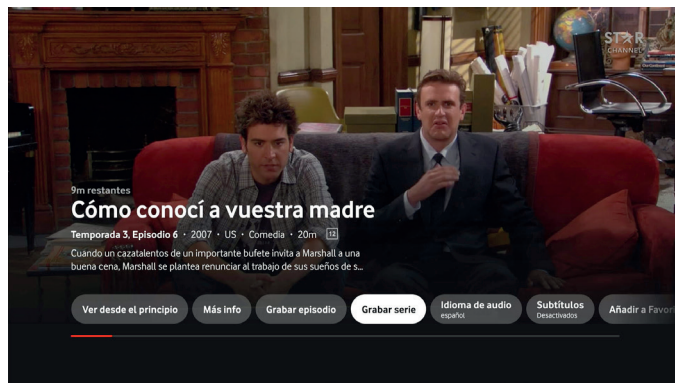 STAR
CHANNEL
9m restantes
Cómo conocí a vuestra madre
Temporada 3, Episodio 6 · 2007 · US · Comedia · 20m 12
Cuando un cazatalentos de un importante bufete invita a Marshall a una
buena cena, Marshall se plantea renunciar al trabajo de sus sueños de s...
Ver desde el principio
Más info
Grabar episodio
Grabar serie
Idioma de audio
español
Subtítulos
Desactivados
Añadir a Favori